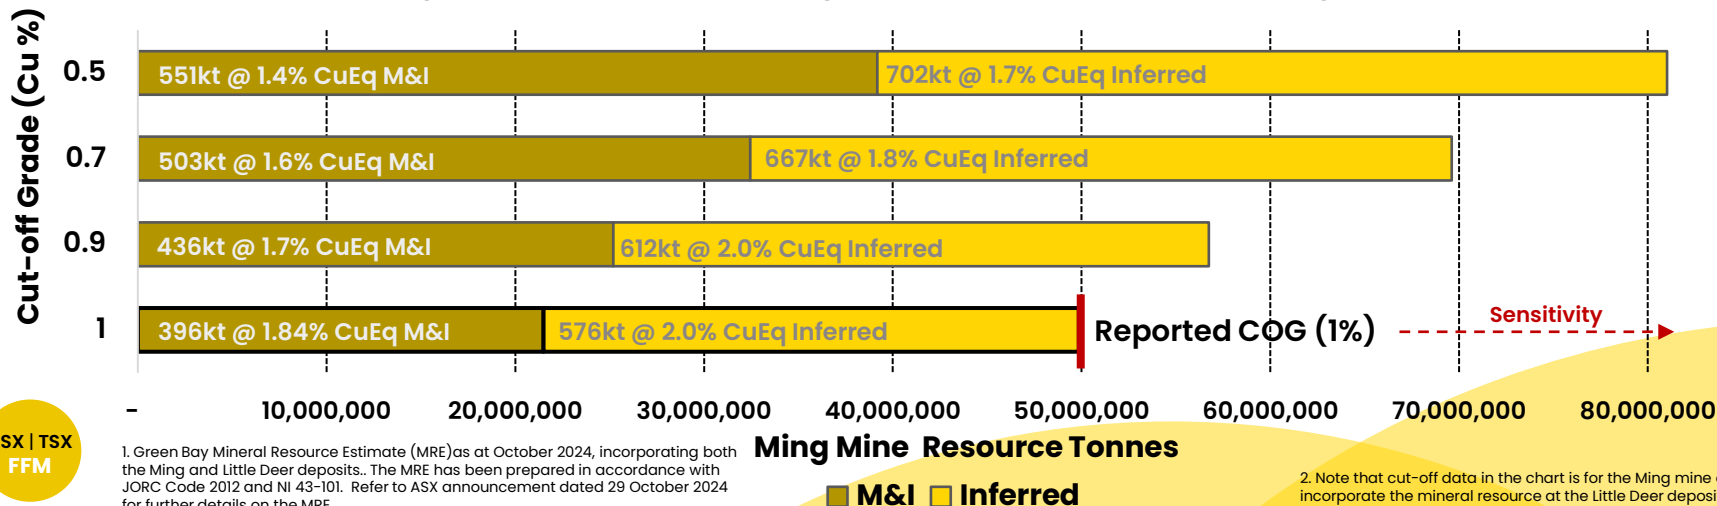 Cut-off Grade (Cu %)
0.5
551kt @ 1.4% CuEq M&I
702kt @ 1.7% CuEq Inferred
0.7
503kt @ 1.6% CuEq M&I
667kt @ 1.8% CuEq Inferred
0.9
436kt @ 1.7% CuEq M&I
612kt @ 2.0% CuEq Inferred
1
396kt @ 1.84% CuEq M&I
576kt @ 2.0% CuEq Inferred
Reported COG (1%)
Sensitivity
- 10,000,000 20,000,000 30,000,000 40,000,000 50,000,000 60,000,000 70,000,000 80,000,000
Ming Mine Resource Tonnes
M&I Inferred
SX | TSX
FFM
1. Green Bay Mineral Resource Estimate (MRE)as at October 2024, incorporating both
the Ming and Little Deer deposits.. The MRE has been prepared in accordance with
JORC Code 2012 and NI 43-101. Refer to ASX announcement dated 29 October 2024
for further details on the MRE
2. Note that cut-off data in the chart is for the Ming mine
incorporate the mineral resource at the Little Deer